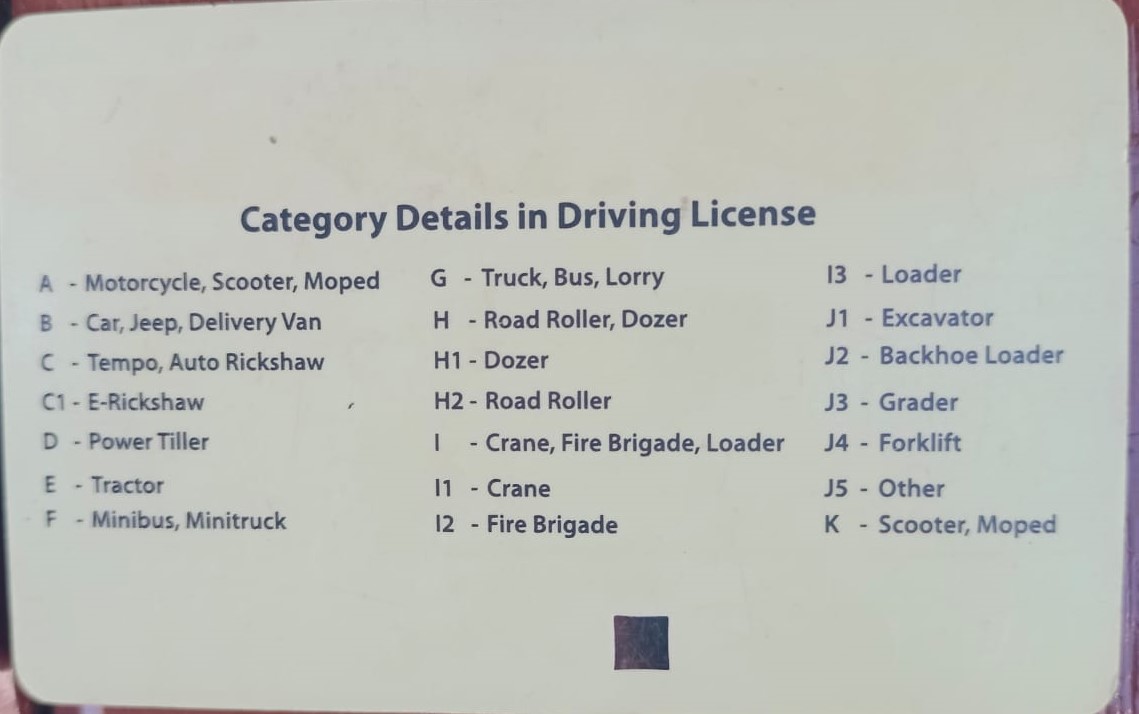 Category Details in Driving License
A - Motorcycle, Scooter, Moped
B - Car, Jeep, Delivery Van
C - Tempo, Auto Rickshaw
C1 - E-Rickshaw
D - Power Tiller
E - Tractor
F - Minibus, Minitruck
G - Truck, Bus, Lorry
H - Road Roller, Dozer
H1 - Dozer
H2 - Road Roller
I - Crane, Fire Brigade, Loader
I1 - Crane
I2 - Fire Brigade
I3 - Loader
J1 - Excavator
J2 - Backhoe Loader
J3 - Grader
J4 - Forklift
J5 - Other
K - Scooter, Moped